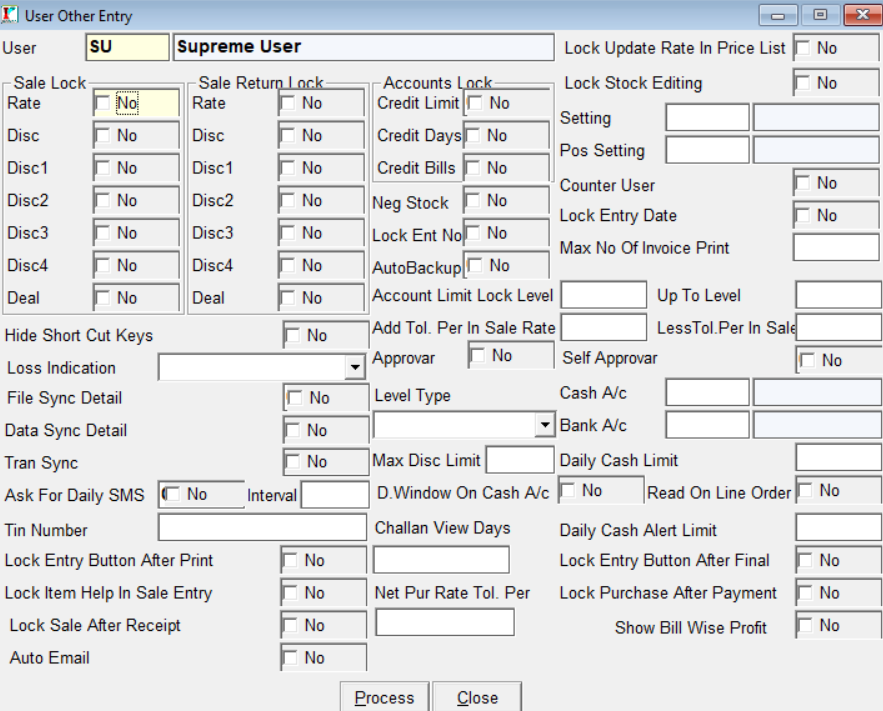 User Other Entry
User SU Supreme User Lock Update Rate In Price List No
Sale Lock Sale Return Lock Accounts Lock Lock Stock Editing No
Rate No Rate No Credit Limit No
Setting
Disc No Disc No Credit Days No
Pos Setting
Disc1 No Disc1 No Credit Bills No
Counter User No
Disc2 No Disc2 No Neg Stock No
Lock Entry Date No
Disc3 No Disc3 No Lock Ent No No
Max No Of Invoice Print
Disc4 No Disc4 No AutoBackup No
Deal No Deal No Account Limit Lock Level Up To Level
Hide Short Cut Keys No Add Tol. Per In Sale Rate LessTol.Per In Sale
Loss Indication Approvar No Self Approvar No
File Sync Detail No Level Type Cash A/c
Data Sync Detail No Bank A/c
Tran Sync No Max Disc Limit Daily Cash Limit
Ask For Daily SMS No Interval D.Window On Cash A/c No Read On Line Order No
Tin Number Challan View Days Daily Cash Alert Limit
Lock Entry Button After Print No Lock Entry Button After Final No
Lock Item Help In Sale Entry No Net Pur Rate Tol. Per Lock Purchase After Payment No
Lock Sale After Receipt No Show Bill Wise Profit No
Auto Email No
Process Close